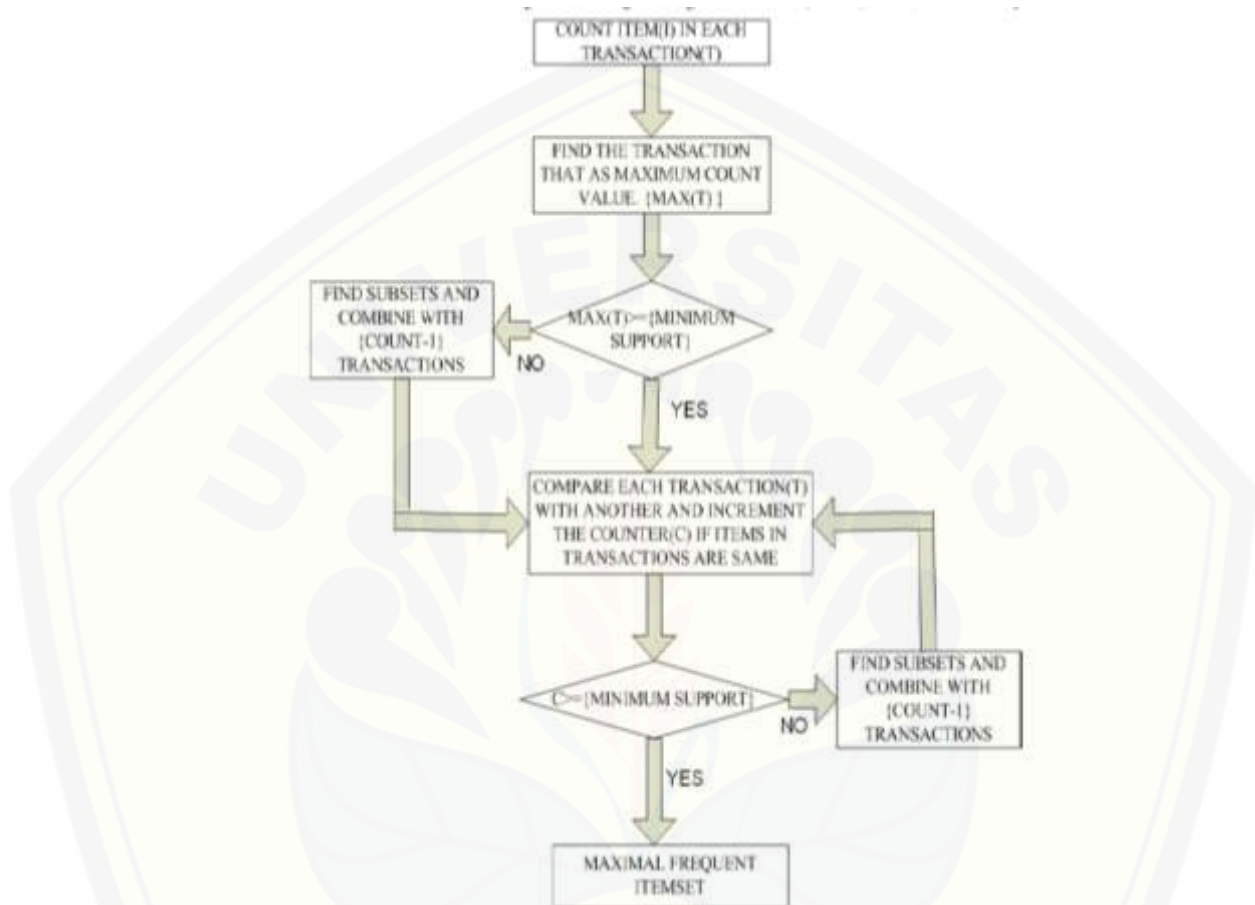 COUNT ITEM(I) IN EACH
TRANSACTION(T)
FIND THE TRANSACTION
THAT AS MAXIMUM COUNT
VALUE. {MAX(T) }
MAX(T)>={MINIMUM
SUPPORT}
NO
FIND SUBSETS AND
COMBINE WITH
{COUNT-1}
TRANSACTIONS
YES
COMPARE EACH TRANSACTION(T)
WITH ANOTHER AND INCREMENT
THE COUNTER(C) IF ITEMS IN
TRANSACTIONS ARE SAME
C>={MINIMUM SUPPORT}
NO
FIND SUBSETS AND
COMBINE WITH
{COUNT-1}
TRANSACTIONS
YES
MAXIMAL FREQUENT
ITEMSET
UNIVERSITAS